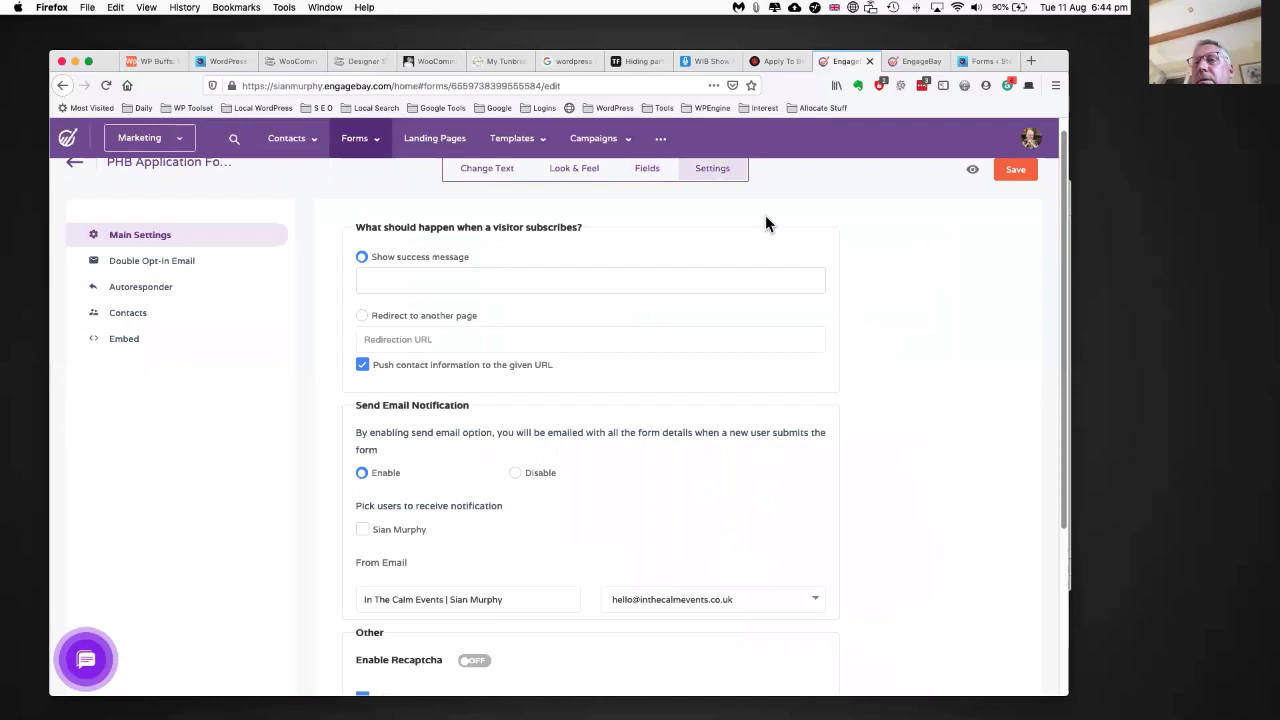 Firefox File Edit View History Bookmarks Tools Window Help 90% Tue 11 Aug 6:44 pm
WP Buffs. WordPress WooComm Designer S WooComm My Tunbrid wordpress Hiding part WIB Show Apply To B Engage EngageBay Forms ‹ St
https://sianmurphy.engagebay.com/home#forms/6659738399555584/edit
Most Visited Daily WP Toolset Local WordPress S E O Local Search Google Tools Google Logins WordPress Tools WPEngine Interest Allocate Stuff
Marketing Contacts Forms Landing Pages Templates Campaigns
PHB Application Fo... Change Text Look & Feel Fields Settings Save
Main Settings
Double Opt-in Email
Autoresponder
Contacts
Embed
What should happen when a visitor subscribes?
Show success message
Redirect to another page
Redirection URL
Push contact information to the given URL
Send Email Notification
By enabling send email option, you will be emailed with all the form details when a new user submits the
form
Enable Disable
Pick users to receive notification
Sian Murphy
From Email
In The Calm Events | Sian Murphy hello@inthecalmevents.co.uk
Other
Enable Recaptcha OFF